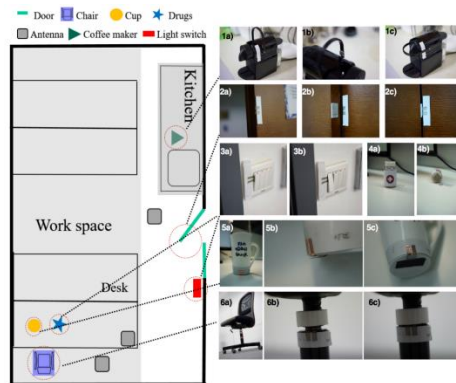 Door
Chair
Cup
Drugs
Antenna
Coffee maker
Light switch
Kitchen
Work space
Desk
1a)
1b)
1c)
2a)
2b)
2c)
3a)
3b)
4a)
4b)
5a)
5b)
5c)
6a)
6b)
6c)